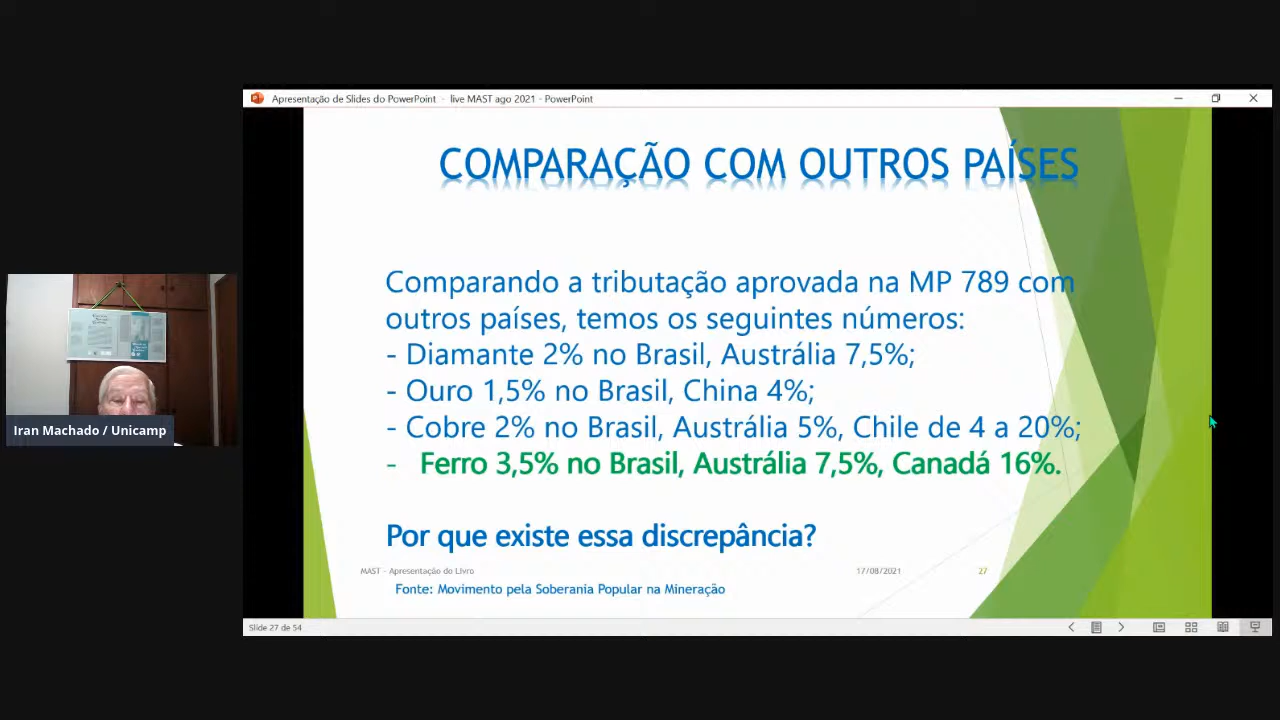 Apresentação de Slides do PowerPoint - live MAST ago 2021 - PowerPoint
COMPARAÇÃO COM OUTROS PAÍSES
Comparando a tributação aprovada na MP 789 com
outros países, temos os seguintes números:
- Diamante 2% no Brasil, Austrália 7,5%;
- Ouro 1,5% no Brasil, China 4%;
- Cobre 2% no Brasil, Austrália 5%, Chile de 4 a 20%;
- Ferro 3,5% no Brasil, Austrália 7,5%, Canadá 16%.
Por que existe essa discrepância?
MAST - Apresentação do Livro
17/08/2021
27
Fonte: Movimento pela Soberania Popular na Mineração
Slide 27 de 54
Iran Machado / Unicamp